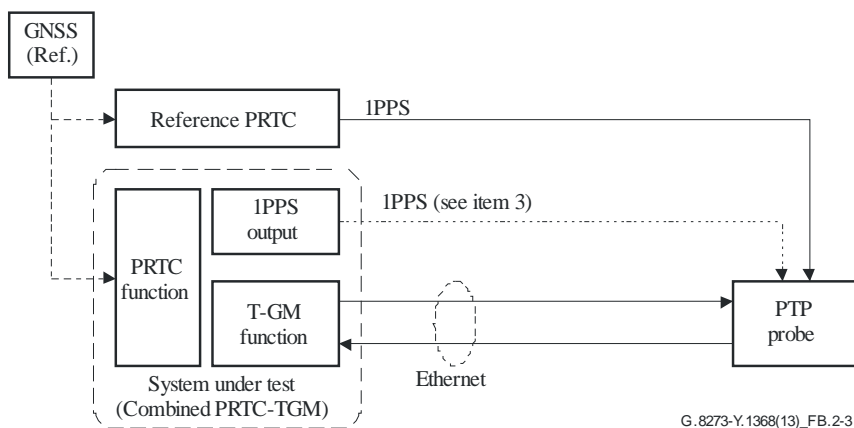 GNSS
(Ref.)
Reference PRTC
1PPS
PRTC
function
1PPS
output
1PPS (see item 3)
T-GM
function
PTP
probe
Ethernet
System under test
(Combined PRTC-TGM)
G.8273-Y.1368(13)_FB.2-3